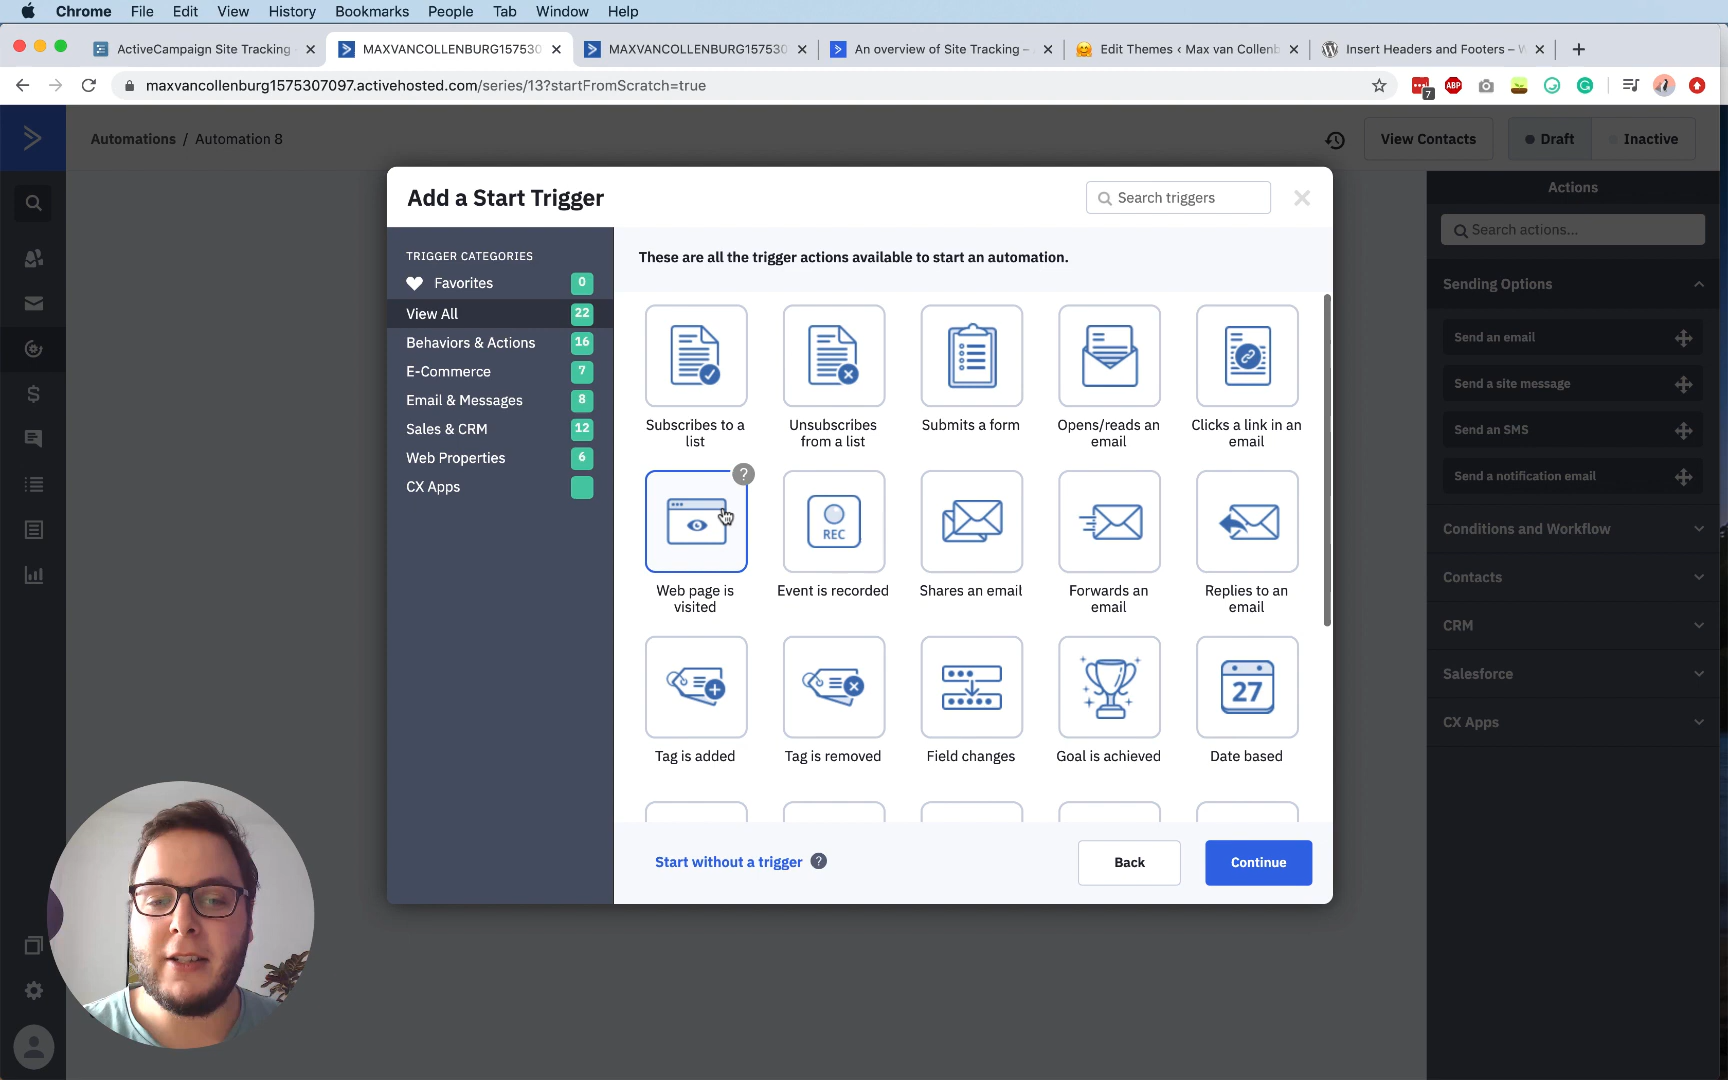 Chrome File Edit View History Bookmarks People Tab Window Help
ActiveCampaign Site Tracking
MAXVANCOLLENBURG157530
MAXVANCOLLENBURG157530
An overview of Site Tracking –
Edit Themes ‹ Max van Collenb
Insert Headers and Footers –
maxvancollenburg1575307097.activehosted.com/series/13?startFromScratch=true
7
ABP
Automations / Automation 8
View Contacts
Draft
Inactive
Add a Start Trigger
Search triggers
Actions
Search actions...
TRIGGER CATEGORIES
Favorites 0
View All 22
Behaviors & Actions 16
E-Commerce 7
Email & Messages 8
Sales & CRM 12
Web Properties 6
CX Apps
These are all the trigger actions available to start an automation.
Subscribes to a
list
Unsubscribes
from a list
Submits a form
Opens/reads an
email
Clicks a link in an
email
?
REC
Web page is
visited
Event is recorded
Shares an email
Forwards an
email
Replies to an
email
27
Tag is added
Tag is removed
Field changes
Goal is achieved
Date based
Start without a trigger ?
Back
Continue
Sending Options
Send an email
Send a site message
Send an SMS
Send a notification email
Conditions and Workflow
Contacts
CRM
Salesforce
CX Apps